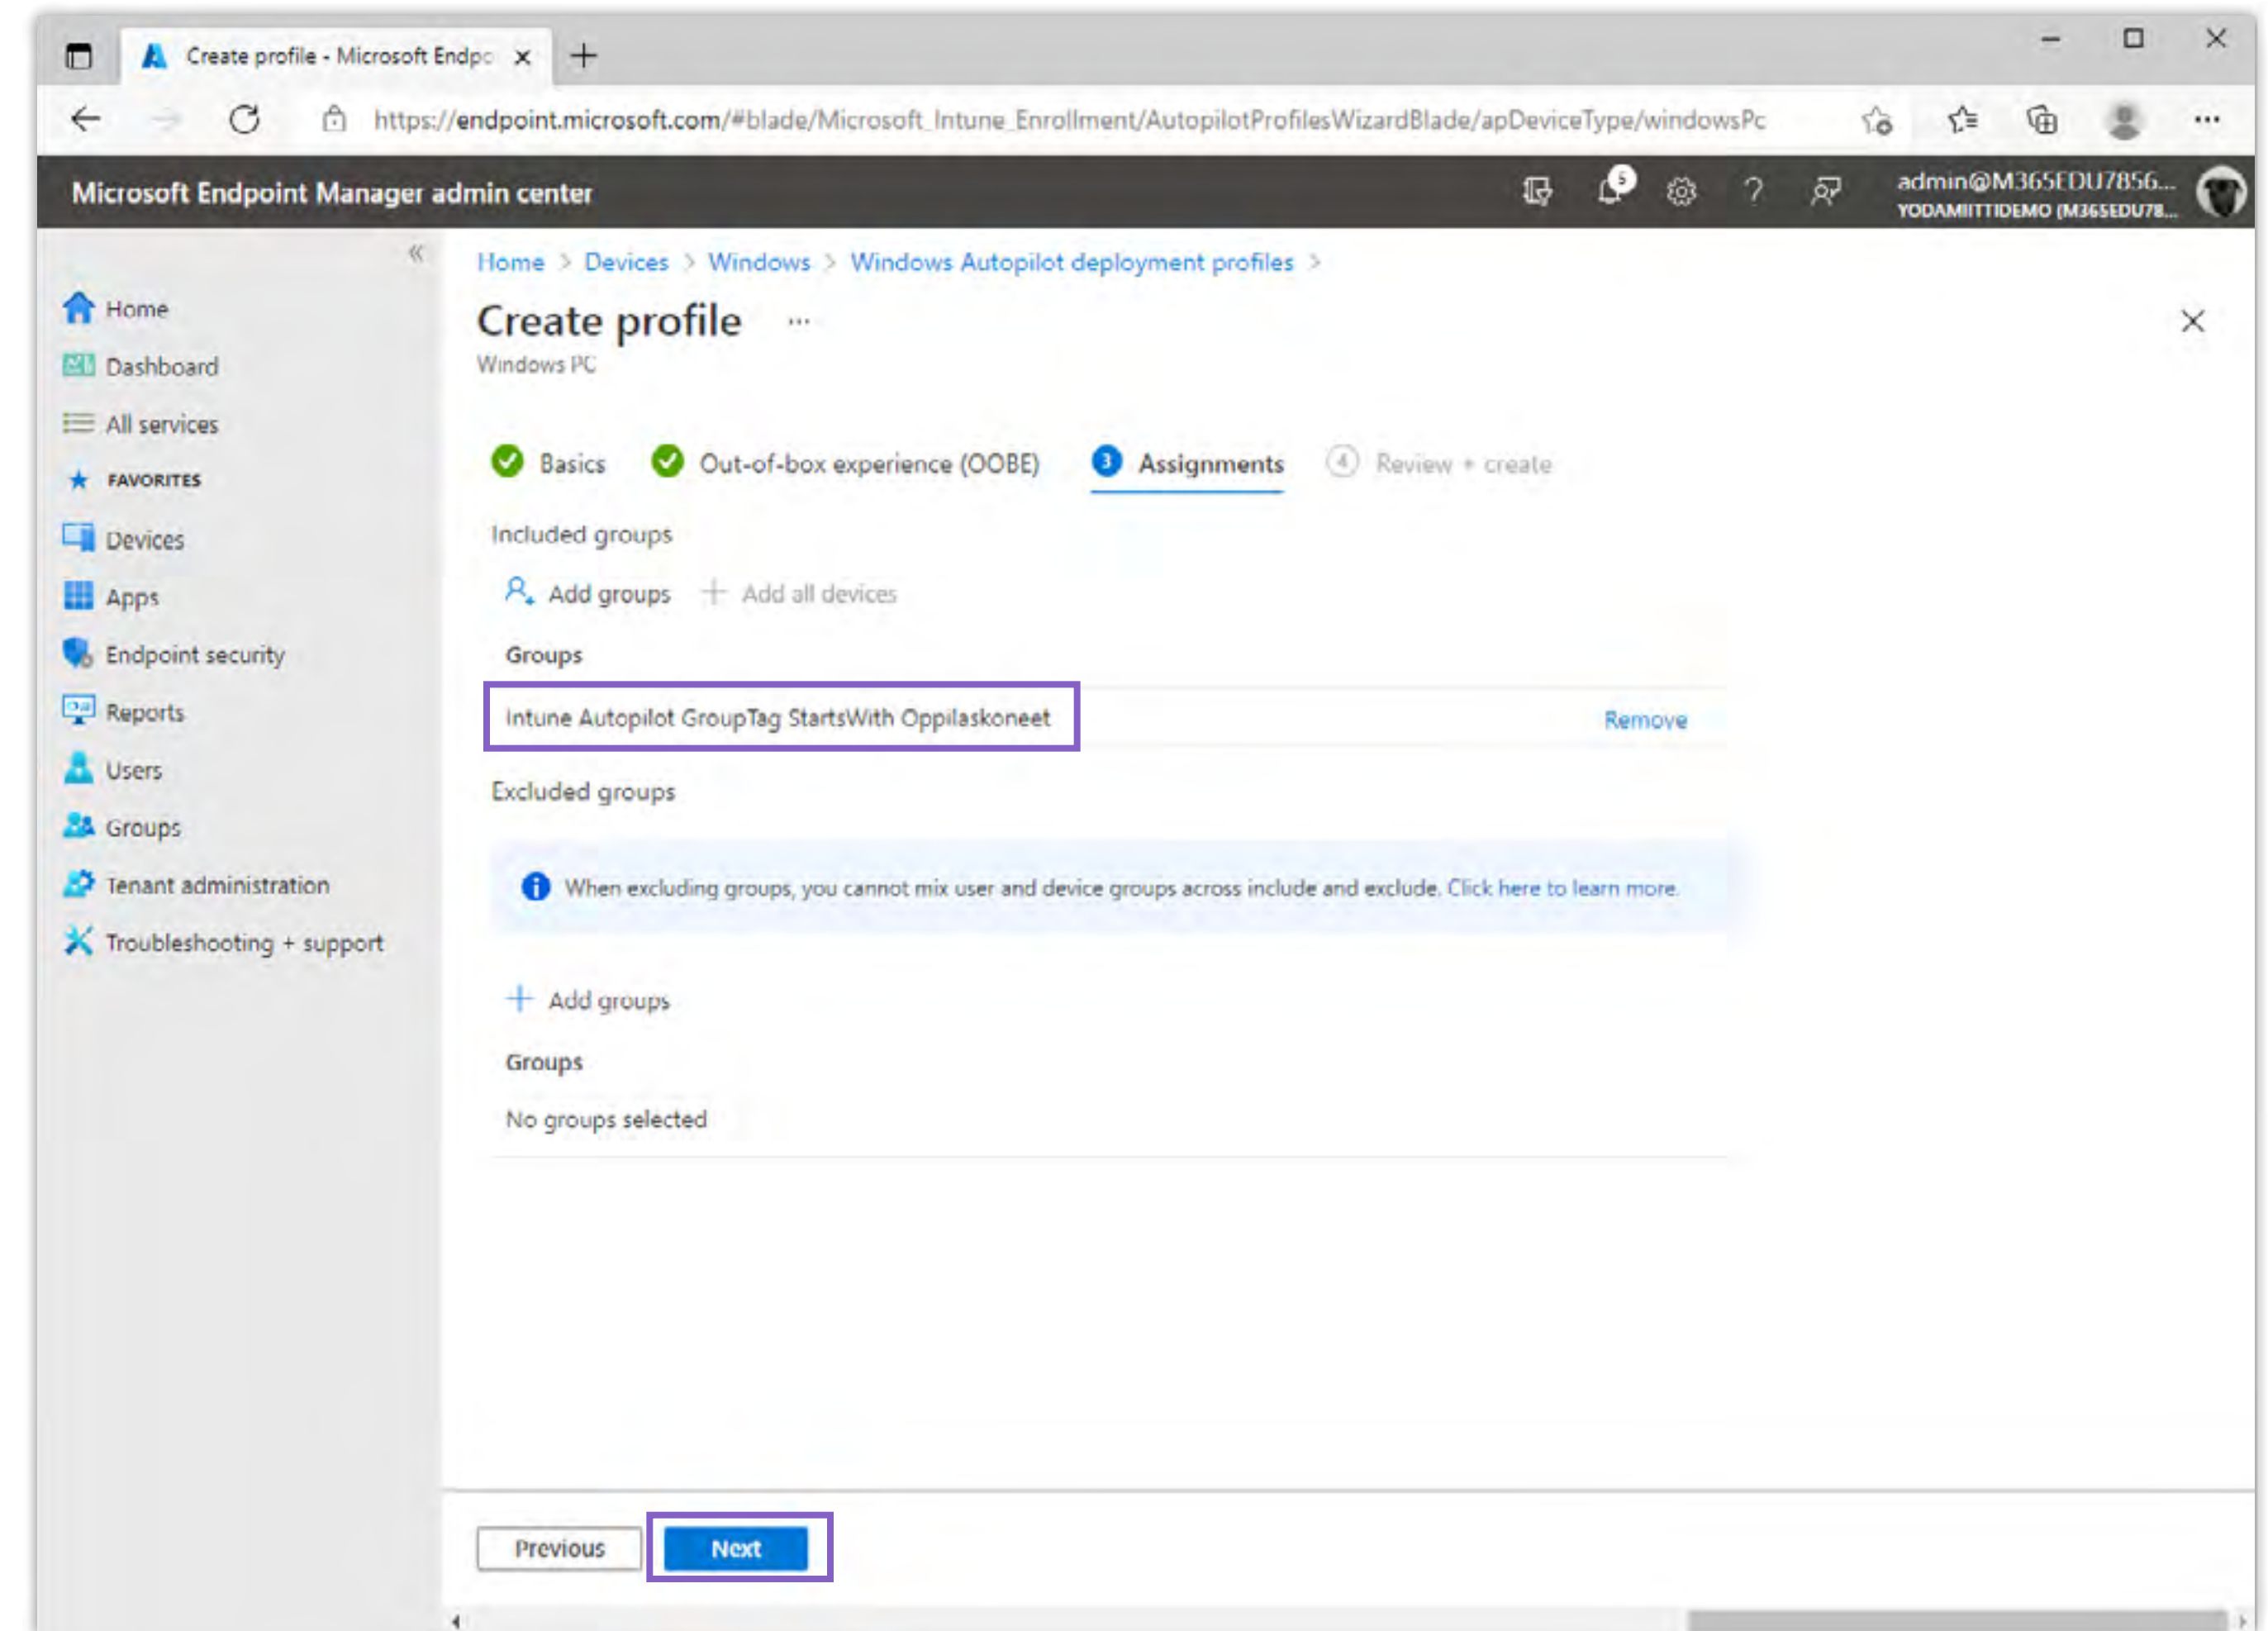 Create profile - Microsoft Endpo
https://endpoint.microsoft.com/#blade/Microsoft_Intune_Enrollment/AutopilotProfilesWizardBlade/apDeviceType/windowsPc
Microsoft Endpoint Manager admin center
5
admin@M365EDU7856...
YODAMIITTIDEMO (M365EDU78...
Home > Devices > Windows > Windows Autopilot deployment profiles >
Create profile ...
Windows PC
Home
Dashboard
All services
FAVORITES
Devices
Apps
Endpoint security
Reports
Users
Groups
Tenant administration
Troubleshooting + support
Basics
Out-of-box experience (OOBE)
3 Assignments
4 Review + create
Included groups
Add groups
Add all devices
Groups
Intune Autopilot GroupTag StartsWith Oppilaskoneet
Remove
Excluded groups
When excluding groups, you cannot mix user and device groups across include and exclude. Click here to learn more.
Add groups
Groups
No groups selected
Previous
Next